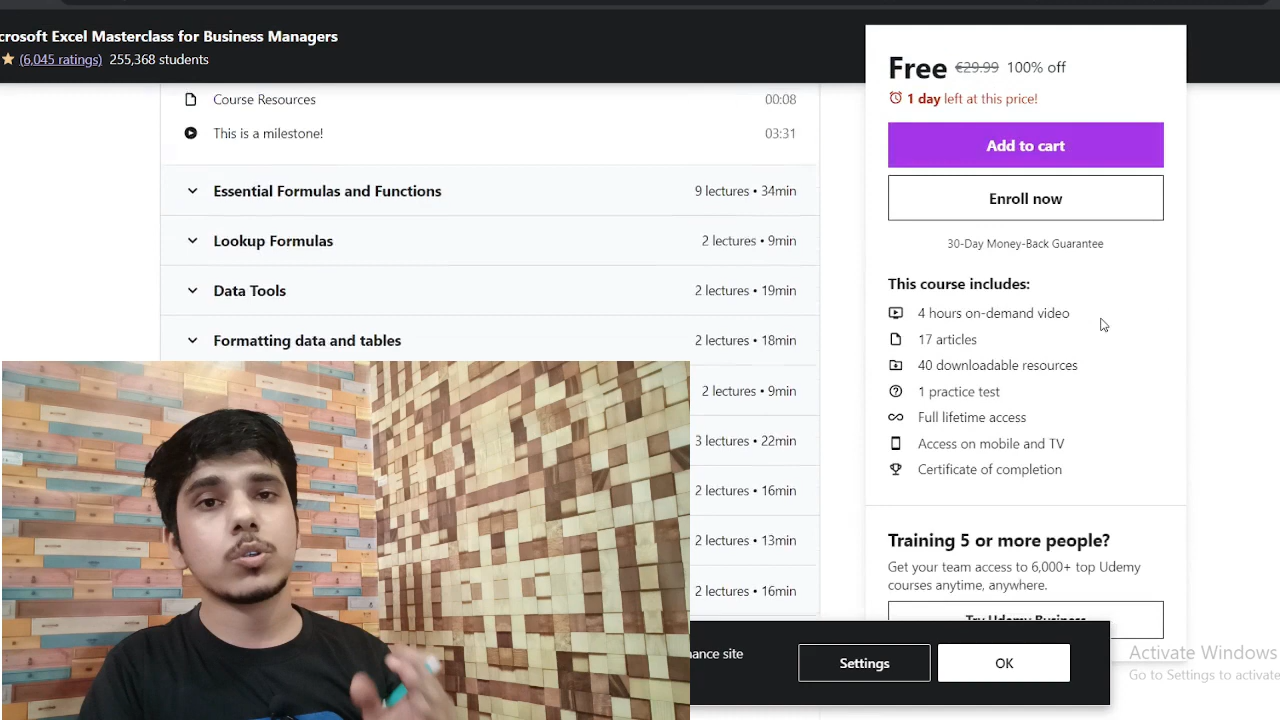 crosoft Excel Masterclass for Business Managers
(6,045 ratings) 255,368 students
Course Resources 00:08
This is a milestone! 03:31
Essential Formulas and Functions 9 lectures • 34min
Lookup Formulas 2 lectures • 9min
Data Tools 2 lectures • 19min
Formatting data and tables 2 lectures • 18min
2 lectures • 9min
3 lectures • 22min
2 lectures • 16min
2 lectures • 13min
2 lectures • 16min
Free €29.99 100% off
1 day left at this price!
Add to cart
Enroll now
30-Day Money-Back Guarantee
This course includes:
4 hours on-demand video
17 articles
40 downloadable resources
1 practice test
Full lifetime access
Access on mobile and TV
Certificate of completion
Training 5 or more people?
Get your team access to 6,000+ top Udemy
courses anytime, anywhere.
Try Udemy Business
nance site
Settings
OK
Activate Windows
Go to Settings to activate